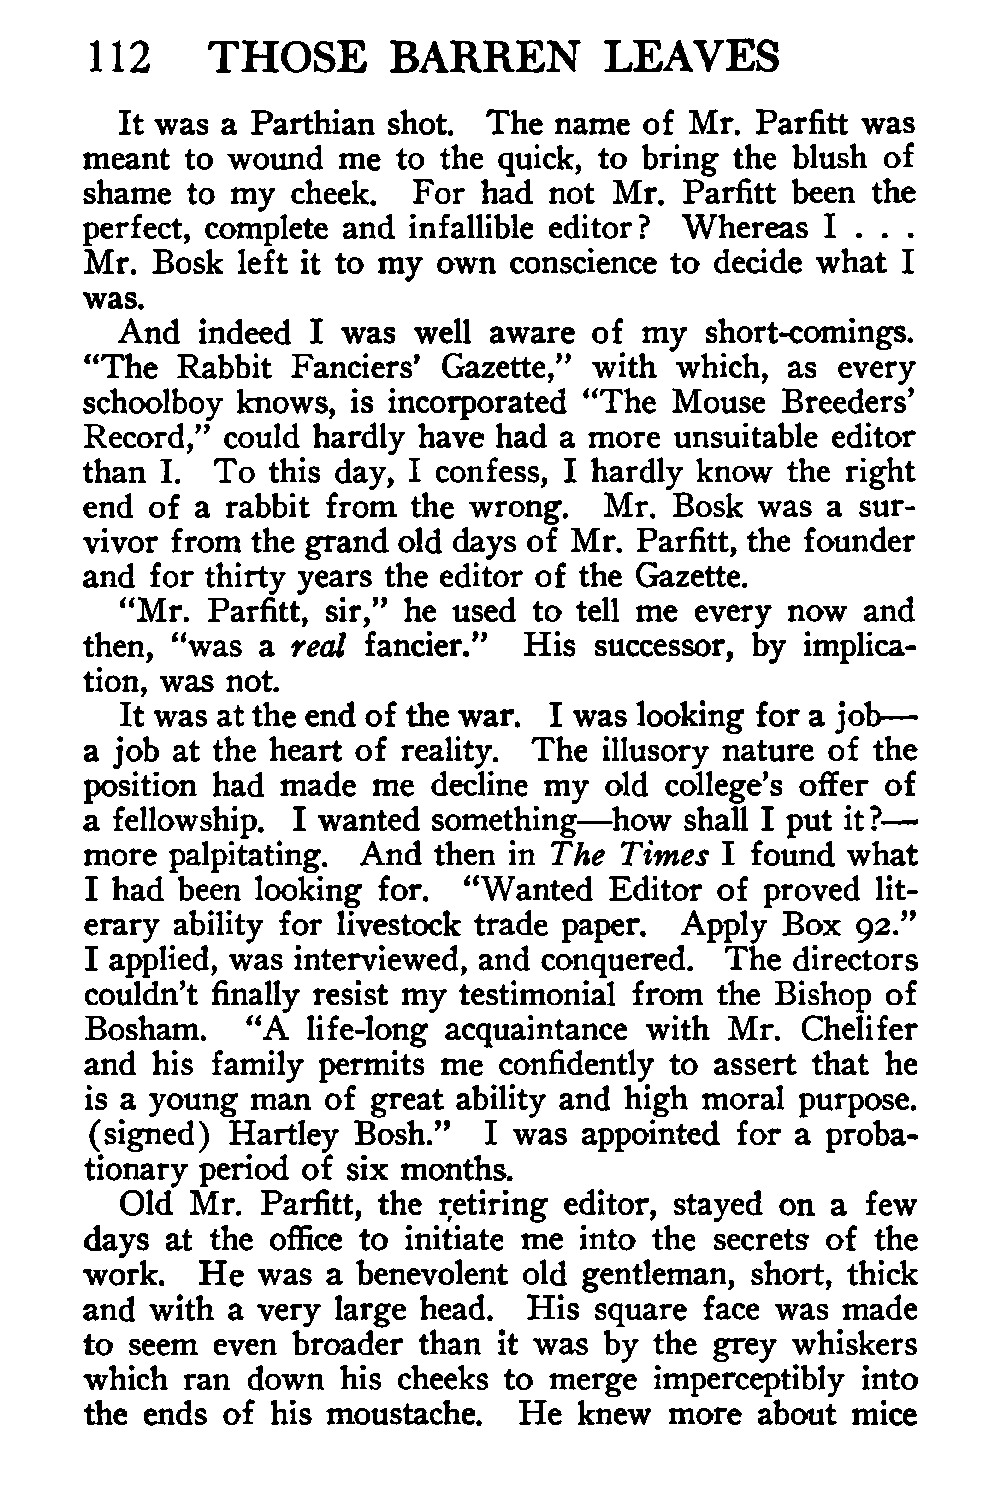 112 THOSE BARREN LEAVES
It was a Parthian shot. The name of Mr. Parfitt was
meant to wound me to the quick, to bring the blush of
shame to my cheek. For had not Mr. Parfitt been the
perfect, complete and infallible editor? Whereas I . . .
Mr. Bosk left it to my own conscience to decide what I
was.
And indeed I was well aware of my short-comings.
“The Rabbit Fanciers’ Gazette,” with which, as every
schoolboy knows, is incorporated “The Mouse Breeders’
Record,” could hardly have had a more unsuitable editor
than I. To this day, I confess, I hardly know the right
end of a rabbit from the wrong. Mr. Bosk was a sur-
vivor from the grand old days of Mr. Parfitt, the founder
and for thirty years the editor of the Gazette.
“Mr. Parfitt, sir,” he used to tell me every now and
then, “was a real fancier.” His successor, by implica-
tion, was not.
It was at the end of the war. I was looking for a job—
a job at the heart of reality. The illusory nature of the
position had made me decline my old college’s offer of
a fellowship. I wanted something—how shall I put it?—
more palpitating. And then in The Times I found what
I had been looking for. “Wanted Editor of proved lit-
erary ability for livestock trade paper. Apply Box 92.”
I applied, was interviewed, and conquered. The directors
couldn’t finally resist my testimonial from the Bishop of
Bosham. “A life-long acquaintance with Mr. Chelifer
and his family permits me confidently to assert that he
is a young man of great ability and high moral purpose.
(signed) Hartley Bosh.” I was appointed for a proba-
tionary period of six months.
Old Mr. Parfitt, the retiring editor, stayed on a few
days at the office to initiate me into the secrets of the
work. He was a benevolent old gentleman, short, thick
and with a very large head. His square face was made
to seem even broader than it was by the grey whiskers
which ran down his cheeks to merge imperceptibly into
the ends of his moustache. He knew more about mice